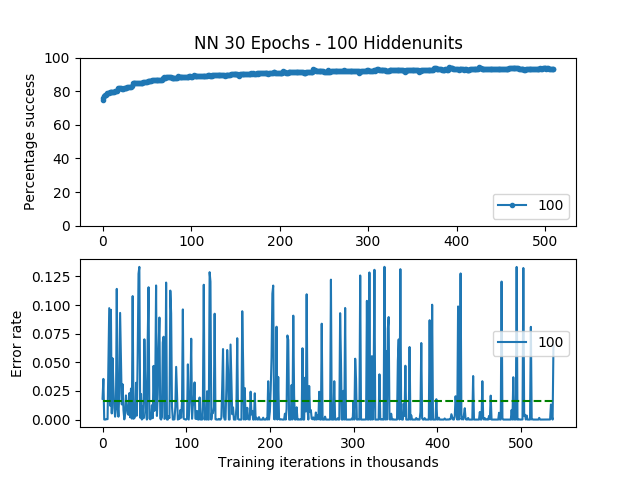 NN 30 Epochs - 100 Hiddenunits
100
80
60
40
20
0
Percentage success
100
0 100 200 300 400 500
0.125
0.100
0.075
0.050
0.025
0.000
Error rate
100
0 100 200 300 400 500
Training iterations in thousands